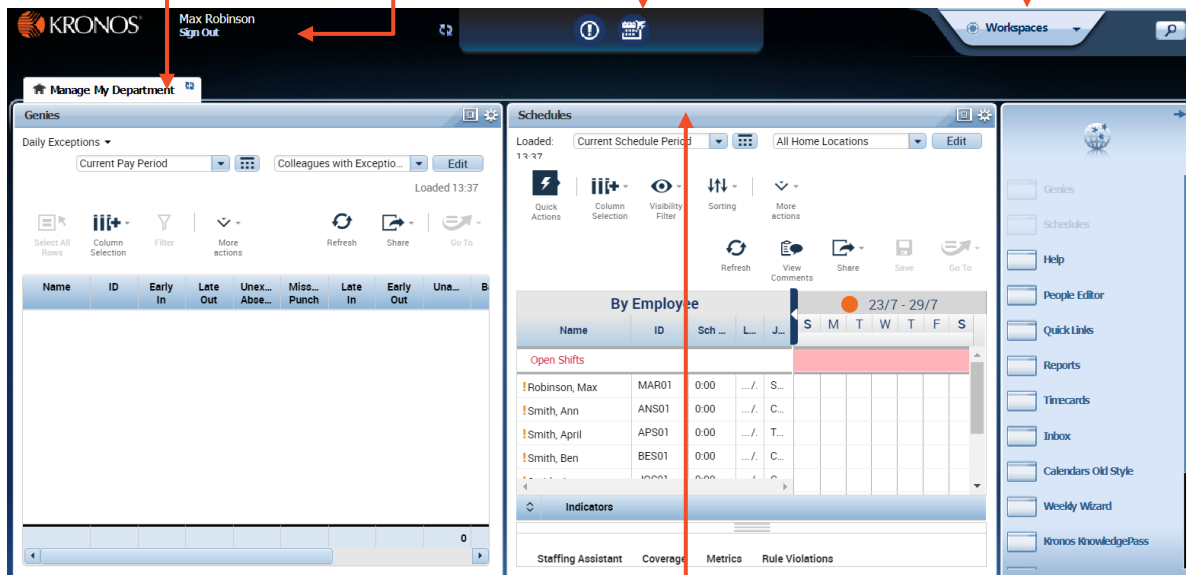 KRONOS
Max Robinson
Sign Out
Workspaces
Manage My Department
Genies
Daily Exceptions
Current Pay Period
Colleagues with Exceptio...
Edit
Loaded 13:37
Select All Rows
Column Selection
Filter
More actions
Refresh
Share
Go To
Name ID Early In Late Out Unex... Abse... Miss... Punch Late In Early Out Una...
0
Schedules
Loaded: Current Schedule Period All Home Locations Edit
13:37
Quick Actions
Column Selection
Visibility Filter
Sorting
More actions
Refresh
View Comments
Share
Save
Go To
By Employee 23/7 - 29/7
Name ID Sch ... L... J... S M T W T F S
Open Shifts
! Robinson, Max MAR01 0:00 .../. S...
! Smith, Ann ANS01 0:00 .../. C...
! Smith, April APS01 0:00 .../. T...
! Smith, Ben BES01 0:00 .../. C...
Indicators
Staffing Assistant Coverage Metrics Rule Violations
Genies
Schedules
Help
People Editor
Quick Links
Reports
Timecards
Inbox
Calendars Old Style
Weekly Wizard
Kronos KnowledgePass